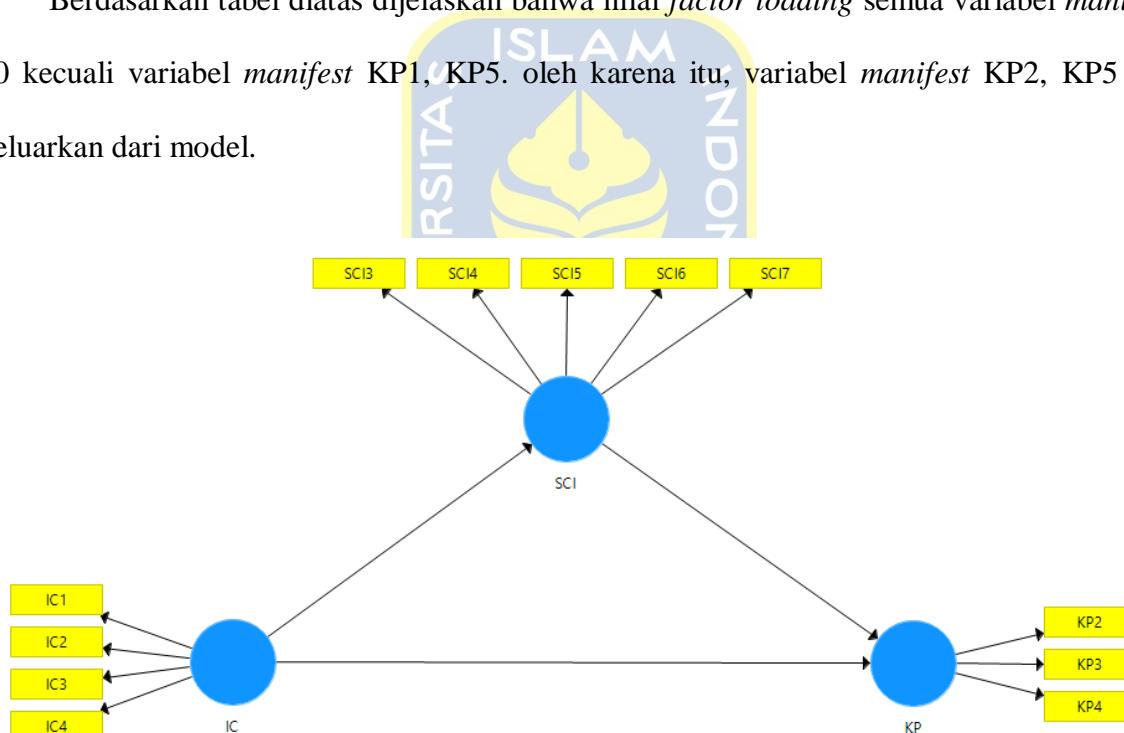 Berdasarkan tabel diatas dijelaskan bahwa nilai factor loading semua variabel
0 kecuali variabel manifest KP1, KP5. oleh karena itu, variabel manifest KP2, KP5
eluarkan dari model.
ISLAM
SCI3 SCI4 SCI5 SCI6 SCI7
SCI
IC1
IC2
IC3
IC4
IC
KP2
KP3
KP4
KP